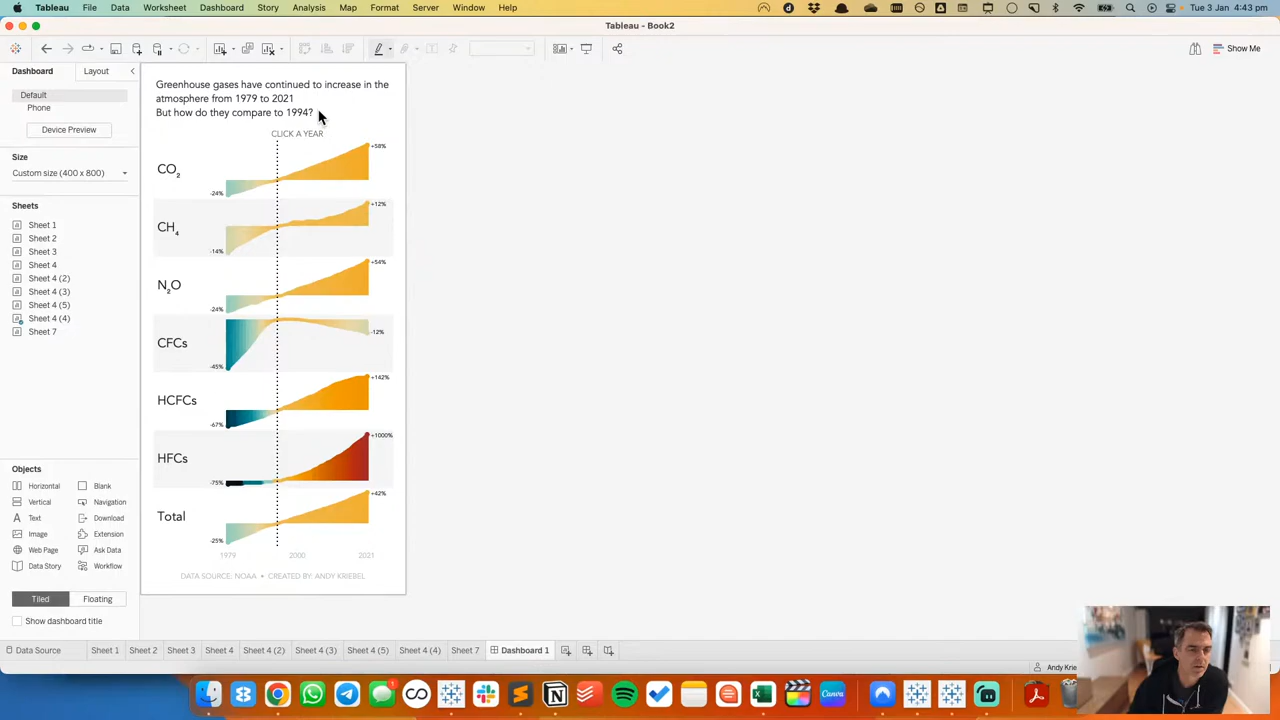 Tableau File Data Worksheet Dashboard Story Analysis Map Format Server Window Help Tue 3 Jan 4:43 pm
Tableau - Book2
Show Me
Dashboard Layout
Default
Phone
Device Preview
Size
Custom size (400 x 800)
Sheets
Sheet 1
Sheet 2
Sheet 3
Sheet 4
Sheet 4 (2)
Sheet 4 (3)
Sheet 4 (5)
Sheet 4 (4)
Sheet 7
Objects
Horizontal Blank
Vertical Navigation
Text Download
Image Extension
Web Page Ask Data
Data Story Workflow
Tiled Floating
Show dashboard title
Greenhouse gases have continued to increase in the
atmosphere from 1979 to 2021
But how do they compare to 1994?
CLICK A YEAR
CO2
-24%
+58%
CH4
-14%
+12%
N2O
-24%
+54%
CFCs
-45%
-12%
HCFCs
-67%
+142%
HFCs
-75%
+1000%
Total
-25%
+42%
1979 2000 2021
DATA SOURCE: NOAA • CREATED BY: ANDY KRIEBEL
Data Source Sheet 1 Sheet 2 Sheet 3 Sheet 4 Sheet 4 (2) Sheet 4 (3) Sheet 4 (5) Sheet 4 (4) Sheet 7 Dashboard 1
Andy Krie
Canva